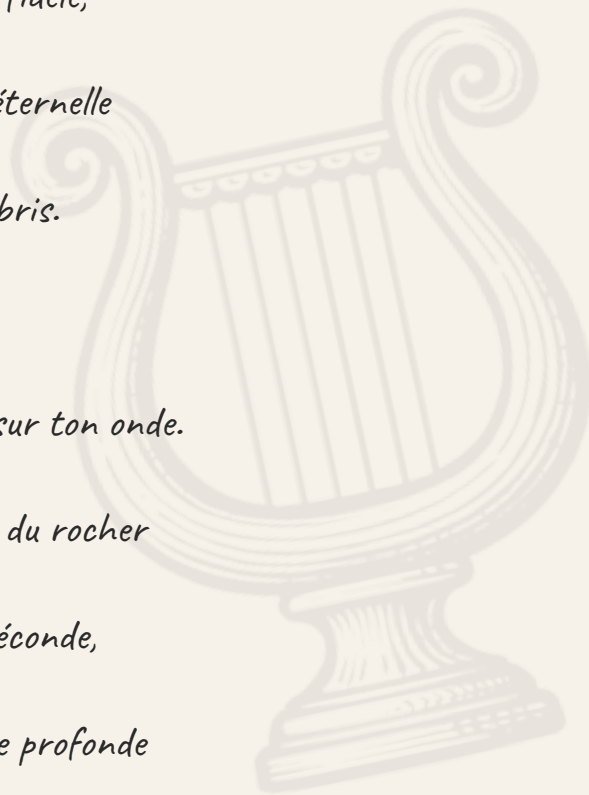 éternelle
bris.
sur ton onde.
du rocher
éconde,
e profonde